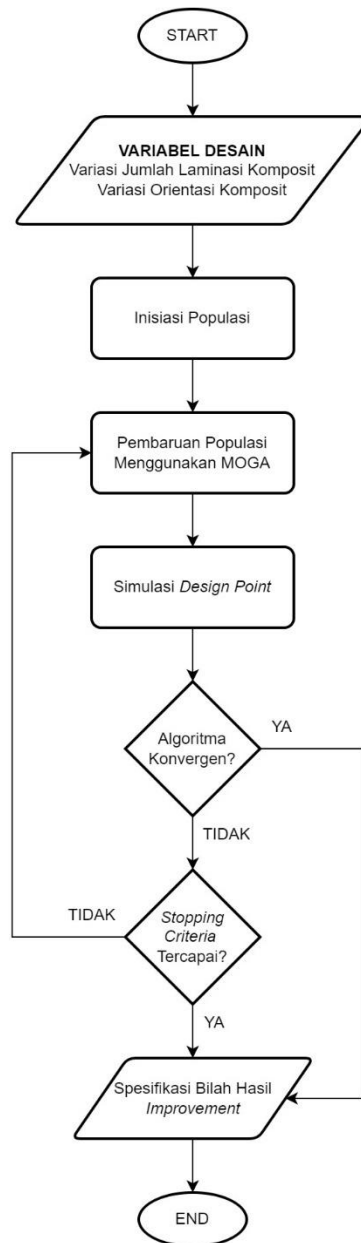 START
VARIABEL DESAIN
Variasi Jumlah Laminasi Komposit
Variasi Orientasi Komposit
Inisiasi Populasi
Pembaruan Populasi
Menggunakan MOGA
Simulasi Design Point
Algoritma
Konvergen?
YA
TIDAK
TIDAK
Stopping
Criteria
Tercapai?
YA
Spesifikasi Bilah Hasil
Improvement
END